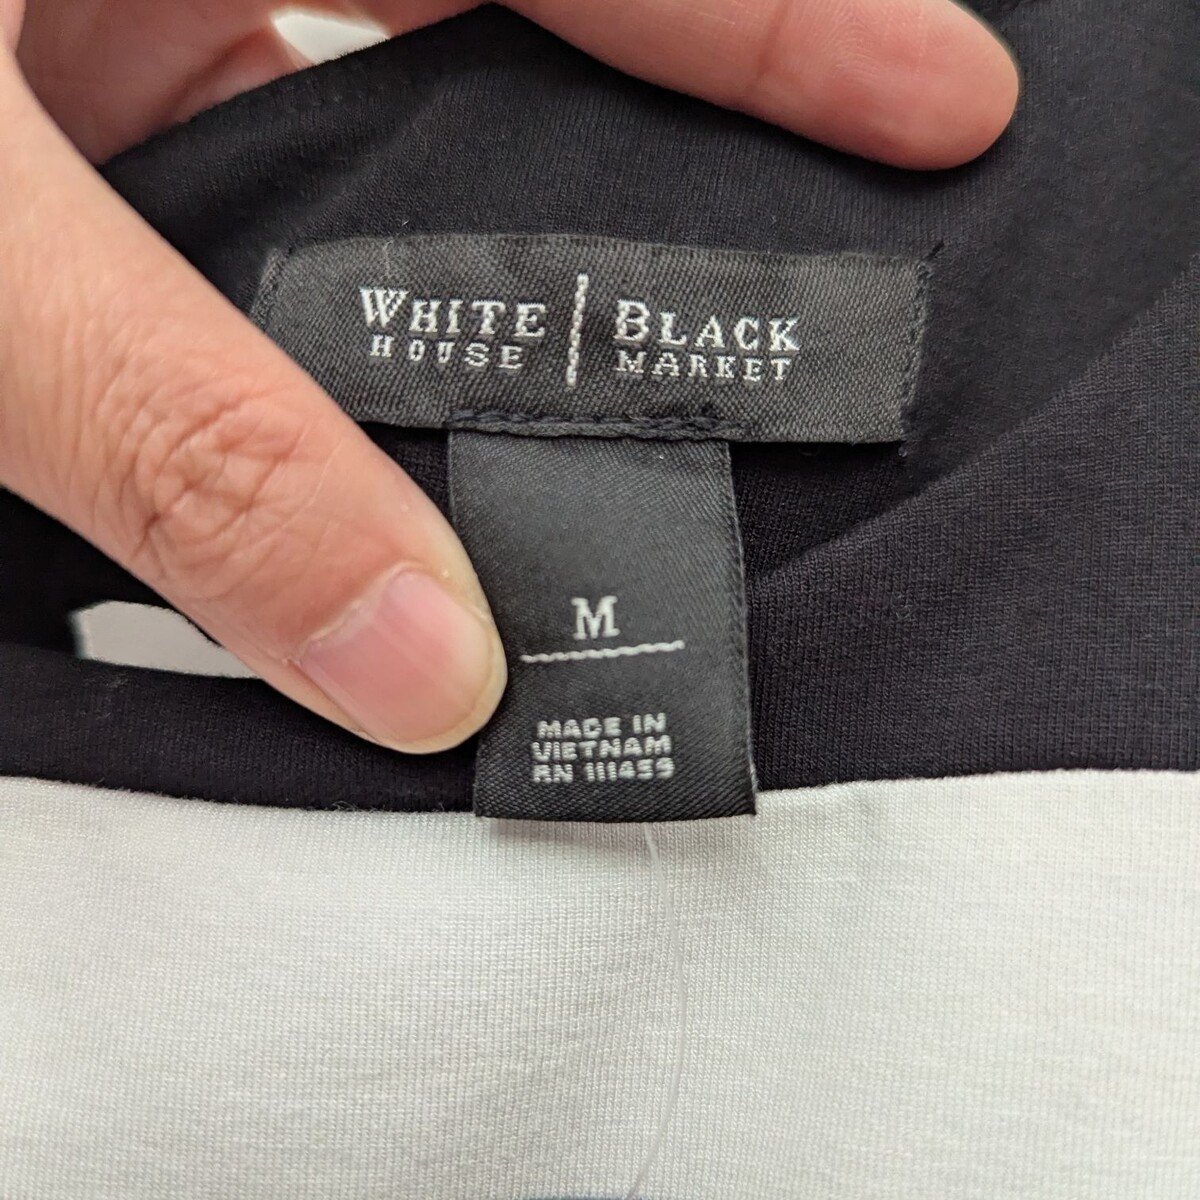 WHITE | BLACK
HOUSE | MARKET
M
MADE IN
VIETNAM
RN 111459